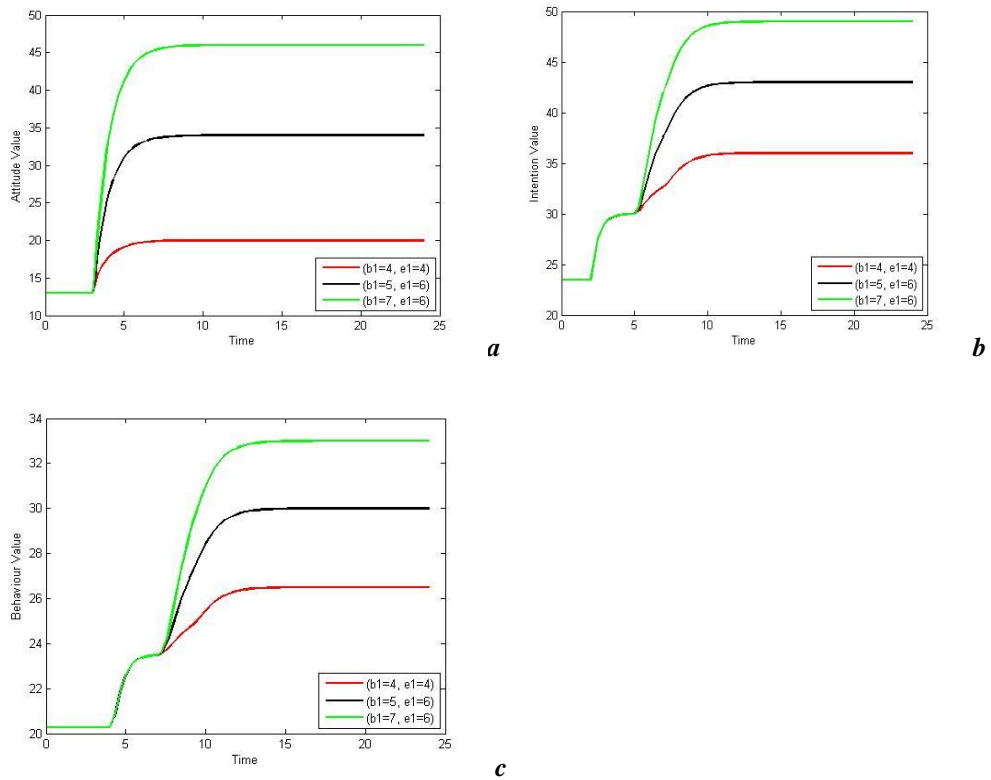 50
45
40
35
30
25
20
15
10
Attitude Value
0 5 10 15 20 25
Time
(b1=4, e1=4)
(b1=5, e1=6)
(b1=7, e1=6)
a
50
45
40
35
30
25
20
Intention Value
0 5 10 15 20 25
Time
(b1=4, e1=4)
(b1=5, e1=6)
(b1=7, e1=6)
b
34
32
30
28
26
24
22
20
Behaviour Value
0 5 10 15 20 25
Time
(b1=4, e1=4)
(b1=5, e1=6)
(b1=7, e1=6)
c